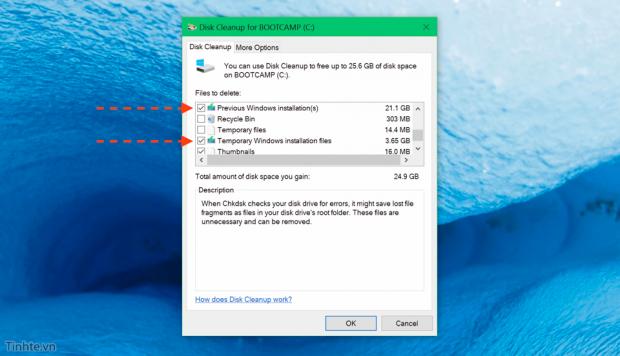 Disk Cleanup for BOOTCAMP (C:)
Disk Cleanup
More Options
You can use Disk Cleanup to free up to 25.6 GB of disk space
on BOOTCAMP (C:).
Files to delete:
Previous Windows installation(s) 21.1 GB
Recycle Bin 303 MB
Temporary files 14.4 MB
Temporary Windows installation files 3.65 GB
Thumbnails 16.0 MB
Total amount of disk space you gain: 24.9 GB
Description
When Chkdsk checks your disk drive for errors, it might save lost file
fragments as files in your disk drive's root folder. These files are
unnecessary and can be removed.
How does Disk Cleanup work?
OK
Cancel
Tinhte.vn